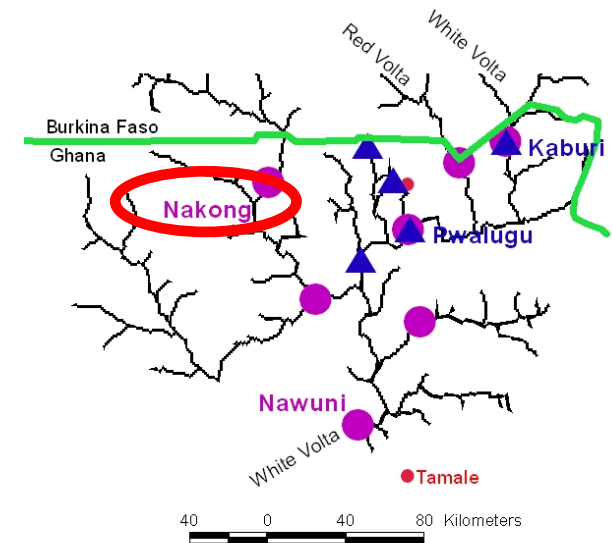 White Volta
Red Volta
Burkina Faso
Ghana
Kaburi
Nakong
Pwalugu
Nawuni
White Volta
Tamale
40 0 40 80 Kilometers